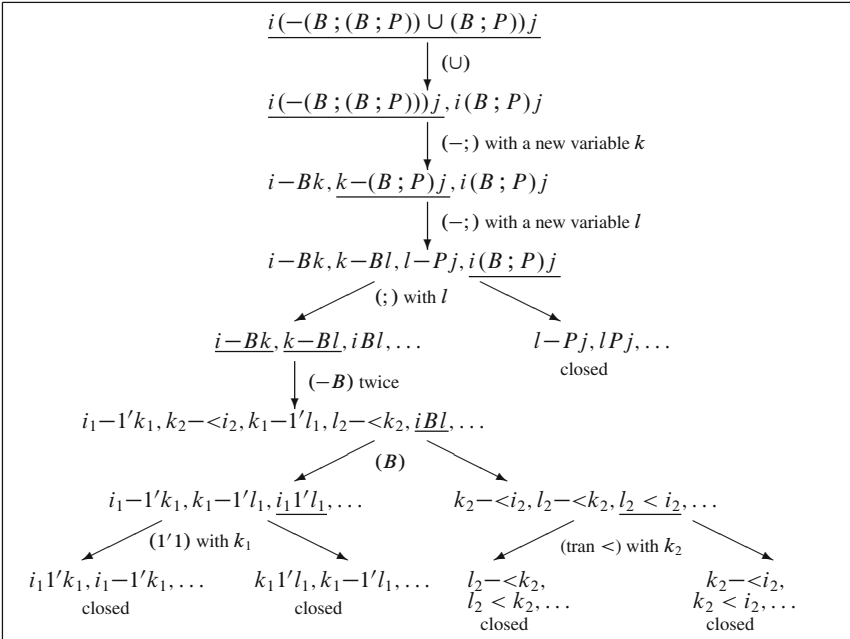 i(−(B ; (B ; P)) ∪ (B ; P))j
(∪)
i(−(B ; (B ; P)))j, i(B ; P)j
(−;) with a new variable k
i−Bk, k−(B ; P)j, i(B ; P)j
(−;) with a new variable l
i−Bk, k−Bl, l−Pj, i(B ; P)j
(;) with l
i−Bk, k−Bl, iBl, ... l−Pj, lPj, ...
closed
(−B) twice
i₁−1′k₁, k₂−<i₂, k₁−1′l₁, l₂−<k₂, iBl, ...
(B)
i₁−1′k₁, k₁−1′l₁, i₁1′l₁, ... k₂−<i₂, l₂−<k₂, l₂ < i₂, ...
(1′1) with k₁ (tran <) with k₂
i₁1′k₁, i₁−1′k₁, ... k₁1′l₁, k₁−1′l₁, ... l₂−<k₂, k₂−<i₂,
closed closed l₂ < k₂, ... k₂ < i₂, ...
closed closed